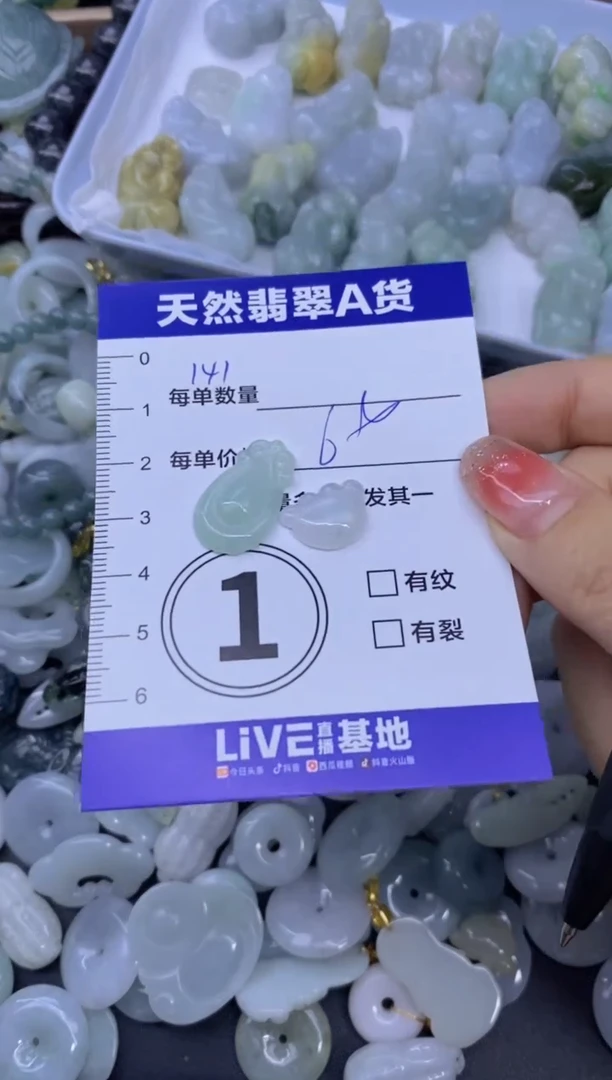 天然翡翠A货
0
141
每单数量
1
每单价
2
发其一
3
4
有纹
1
5
有裂
6
LiVE直播基地
今日头条 抖音 西瓜视频 抖音火山版